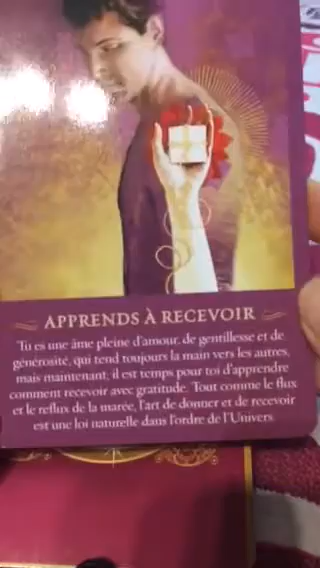 APPRENDS À RECEVOIR
Tu es une âme pleine d'amour, de gentillesse et de
générosité, qui tend toujours la main vers les autres,
mais maintenant, il est temps pour toi d'apprendre
comment recevoir avec gratitude. Tout comme le flux
et le reflux de la marée, l'art de donner et de recevoir
est une loi naturelle dans l'ordre de l'Univers.